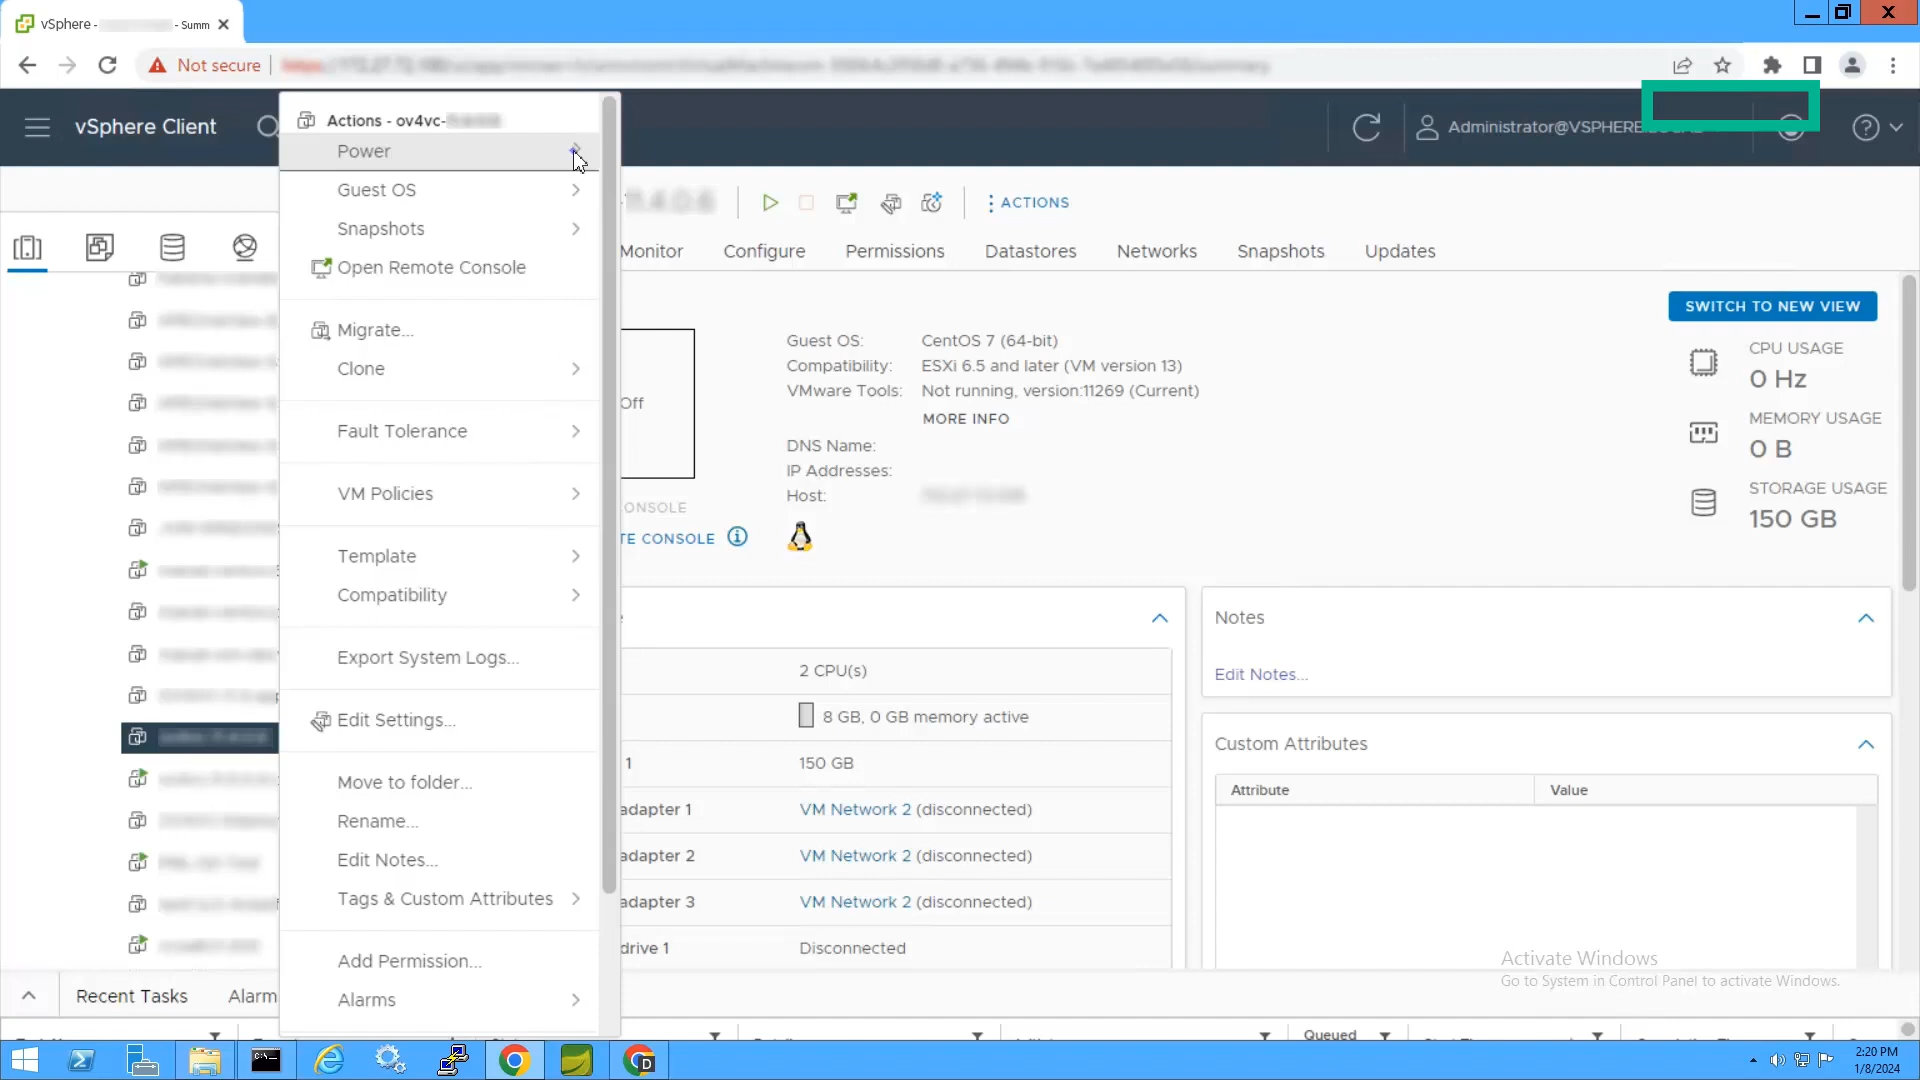 vSphere - - Summ
Not secure
vSphere Client
Administrator@VSPHERE
Actions - ov4vc-
Power
Guest OS
Snapshots
Open Remote Console
Migrate...
Clone
Fault Tolerance
VM Policies
Template
Compatibility
Export System Logs...
Edit Settings...
Move to folder...
Rename...
Edit Notes...
Tags & Custom Attributes
Add Permission...
Alarms
11.4.0.6
ACTIONS
Monitor Configure Permissions Datastores Networks Snapshots Updates
SWITCH TO NEW VIEW
Off
ONSOLE
TE CONSOLE
Guest OS: CentOS 7 (64-bit)
Compatibility: ESXi 6.5 and later (VM version 13)
VMware Tools: Not running, version:11269 (Current)
MORE INFO
DNS Name:
IP Addresses:
Host:
CPU USAGE
0 Hz
MEMORY USAGE
0 B
STORAGE USAGE
150 GB
2 CPU(s)
8 GB, 0 GB memory active
1 150 GB
adapter 1 VM Network 2 (disconnected)
adapter 2 VM Network 2 (disconnected)
adapter 3 VM Network 2 (disconnected)
drive 1 Disconnected
Notes
Edit Notes...
Custom Attributes
Attribute Value
Activate Windows
Go to System in Control Panel to activate Windows.
Recent Tasks Alarm
Queued
2:20 PM
1/8/2024